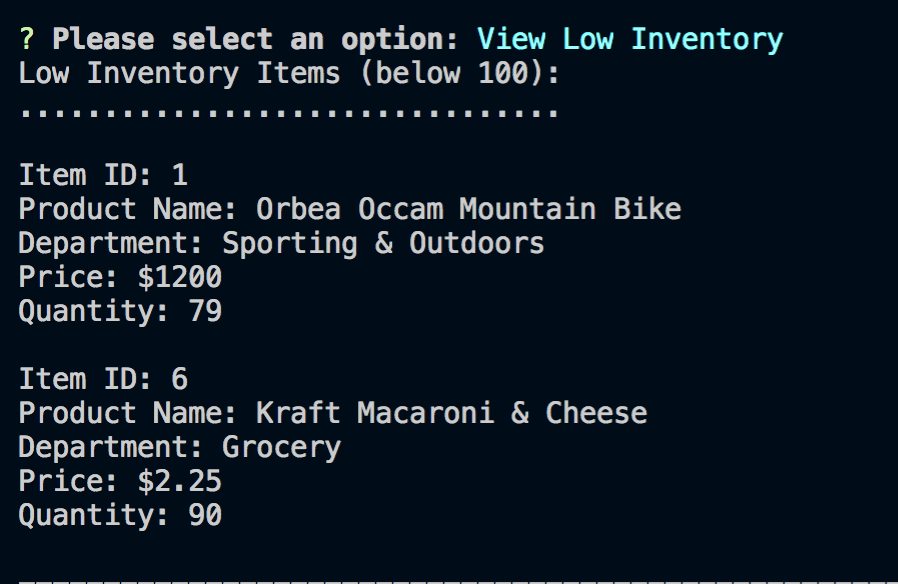 ? Please select an option: View Low Inventory
Low Inventory Items (below 100):
................................
Item ID: 1
Product Name: Orbea Occam Mountain Bike
Department: Sporting & Outdoors
Price: $1200
Quantity: 79
Item ID: 6
Product Name: Kraft Macaroni & Cheese
Department: Grocery
Price: $2.25
Quantity: 90